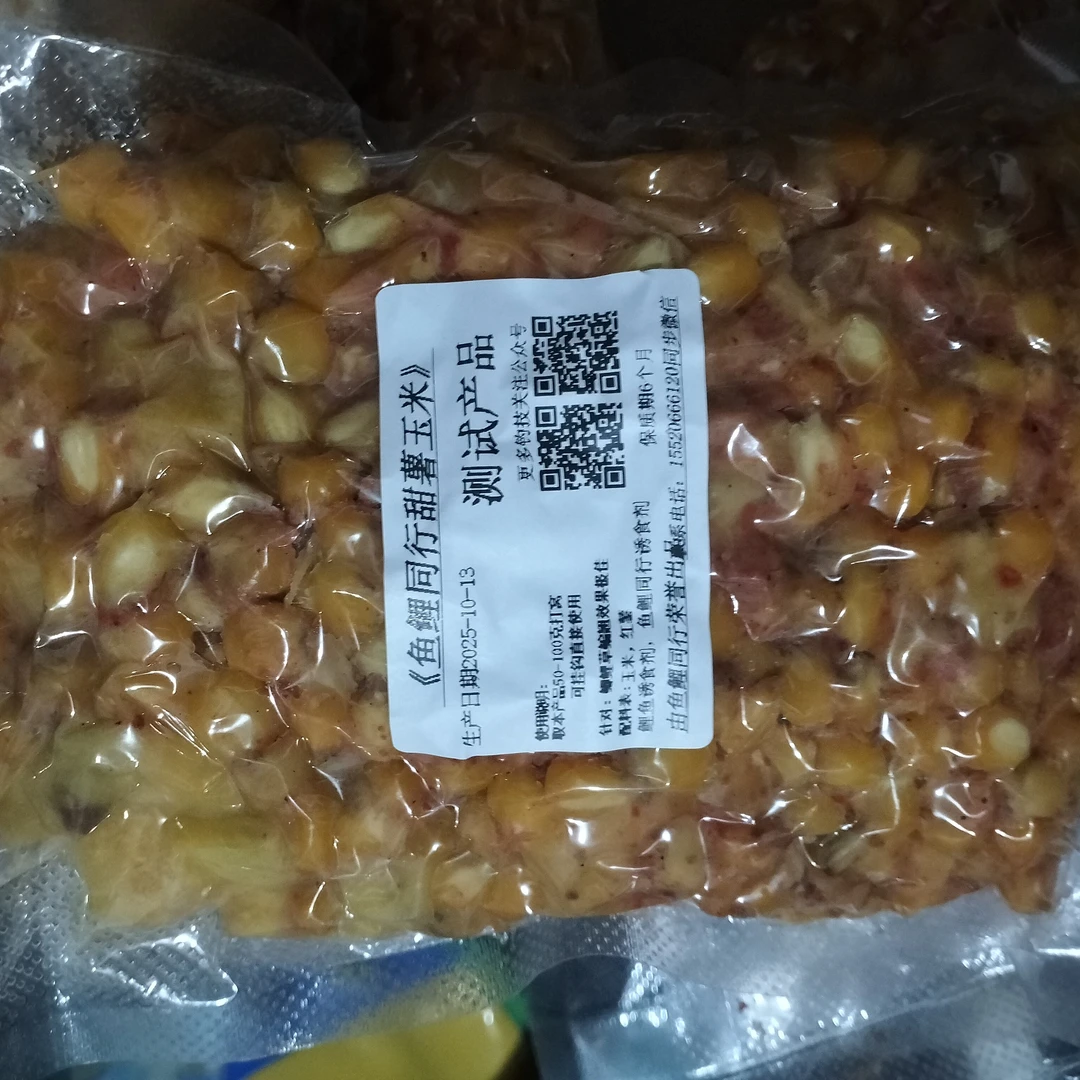 《鱼鲤同行甜薯玉米》
生产日期2025-10-13
测试产品
更多钓技关注公众号
使用说明:
取本产品50-100克打窝
可挂钩直接使用
针对：鲫鲤草鳊鮰效果极佳
配料表：玉米，红薯
鲤鱼诱食剂，鱼鲤同行诱食剂
保质期6个月
由鱼鲤同行荣誉出品
联系电话：15520666120同步微信